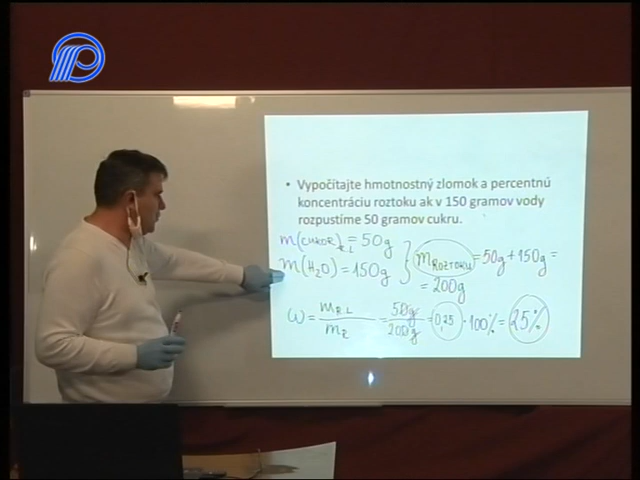 • Vypočítajte hmotnostný zlomok a percentnú
koncentráciu roztoku ak v 150 gramov vody
rozpustíme 50 gramov cukru.
m(CUKOR)R.L = 50g
m(H2O) = 150g } mROZTOKU = 50g + 150g =
= 200g
ω = mR.L / mR = 50g / 200g = 0,25 · 100% = 25%